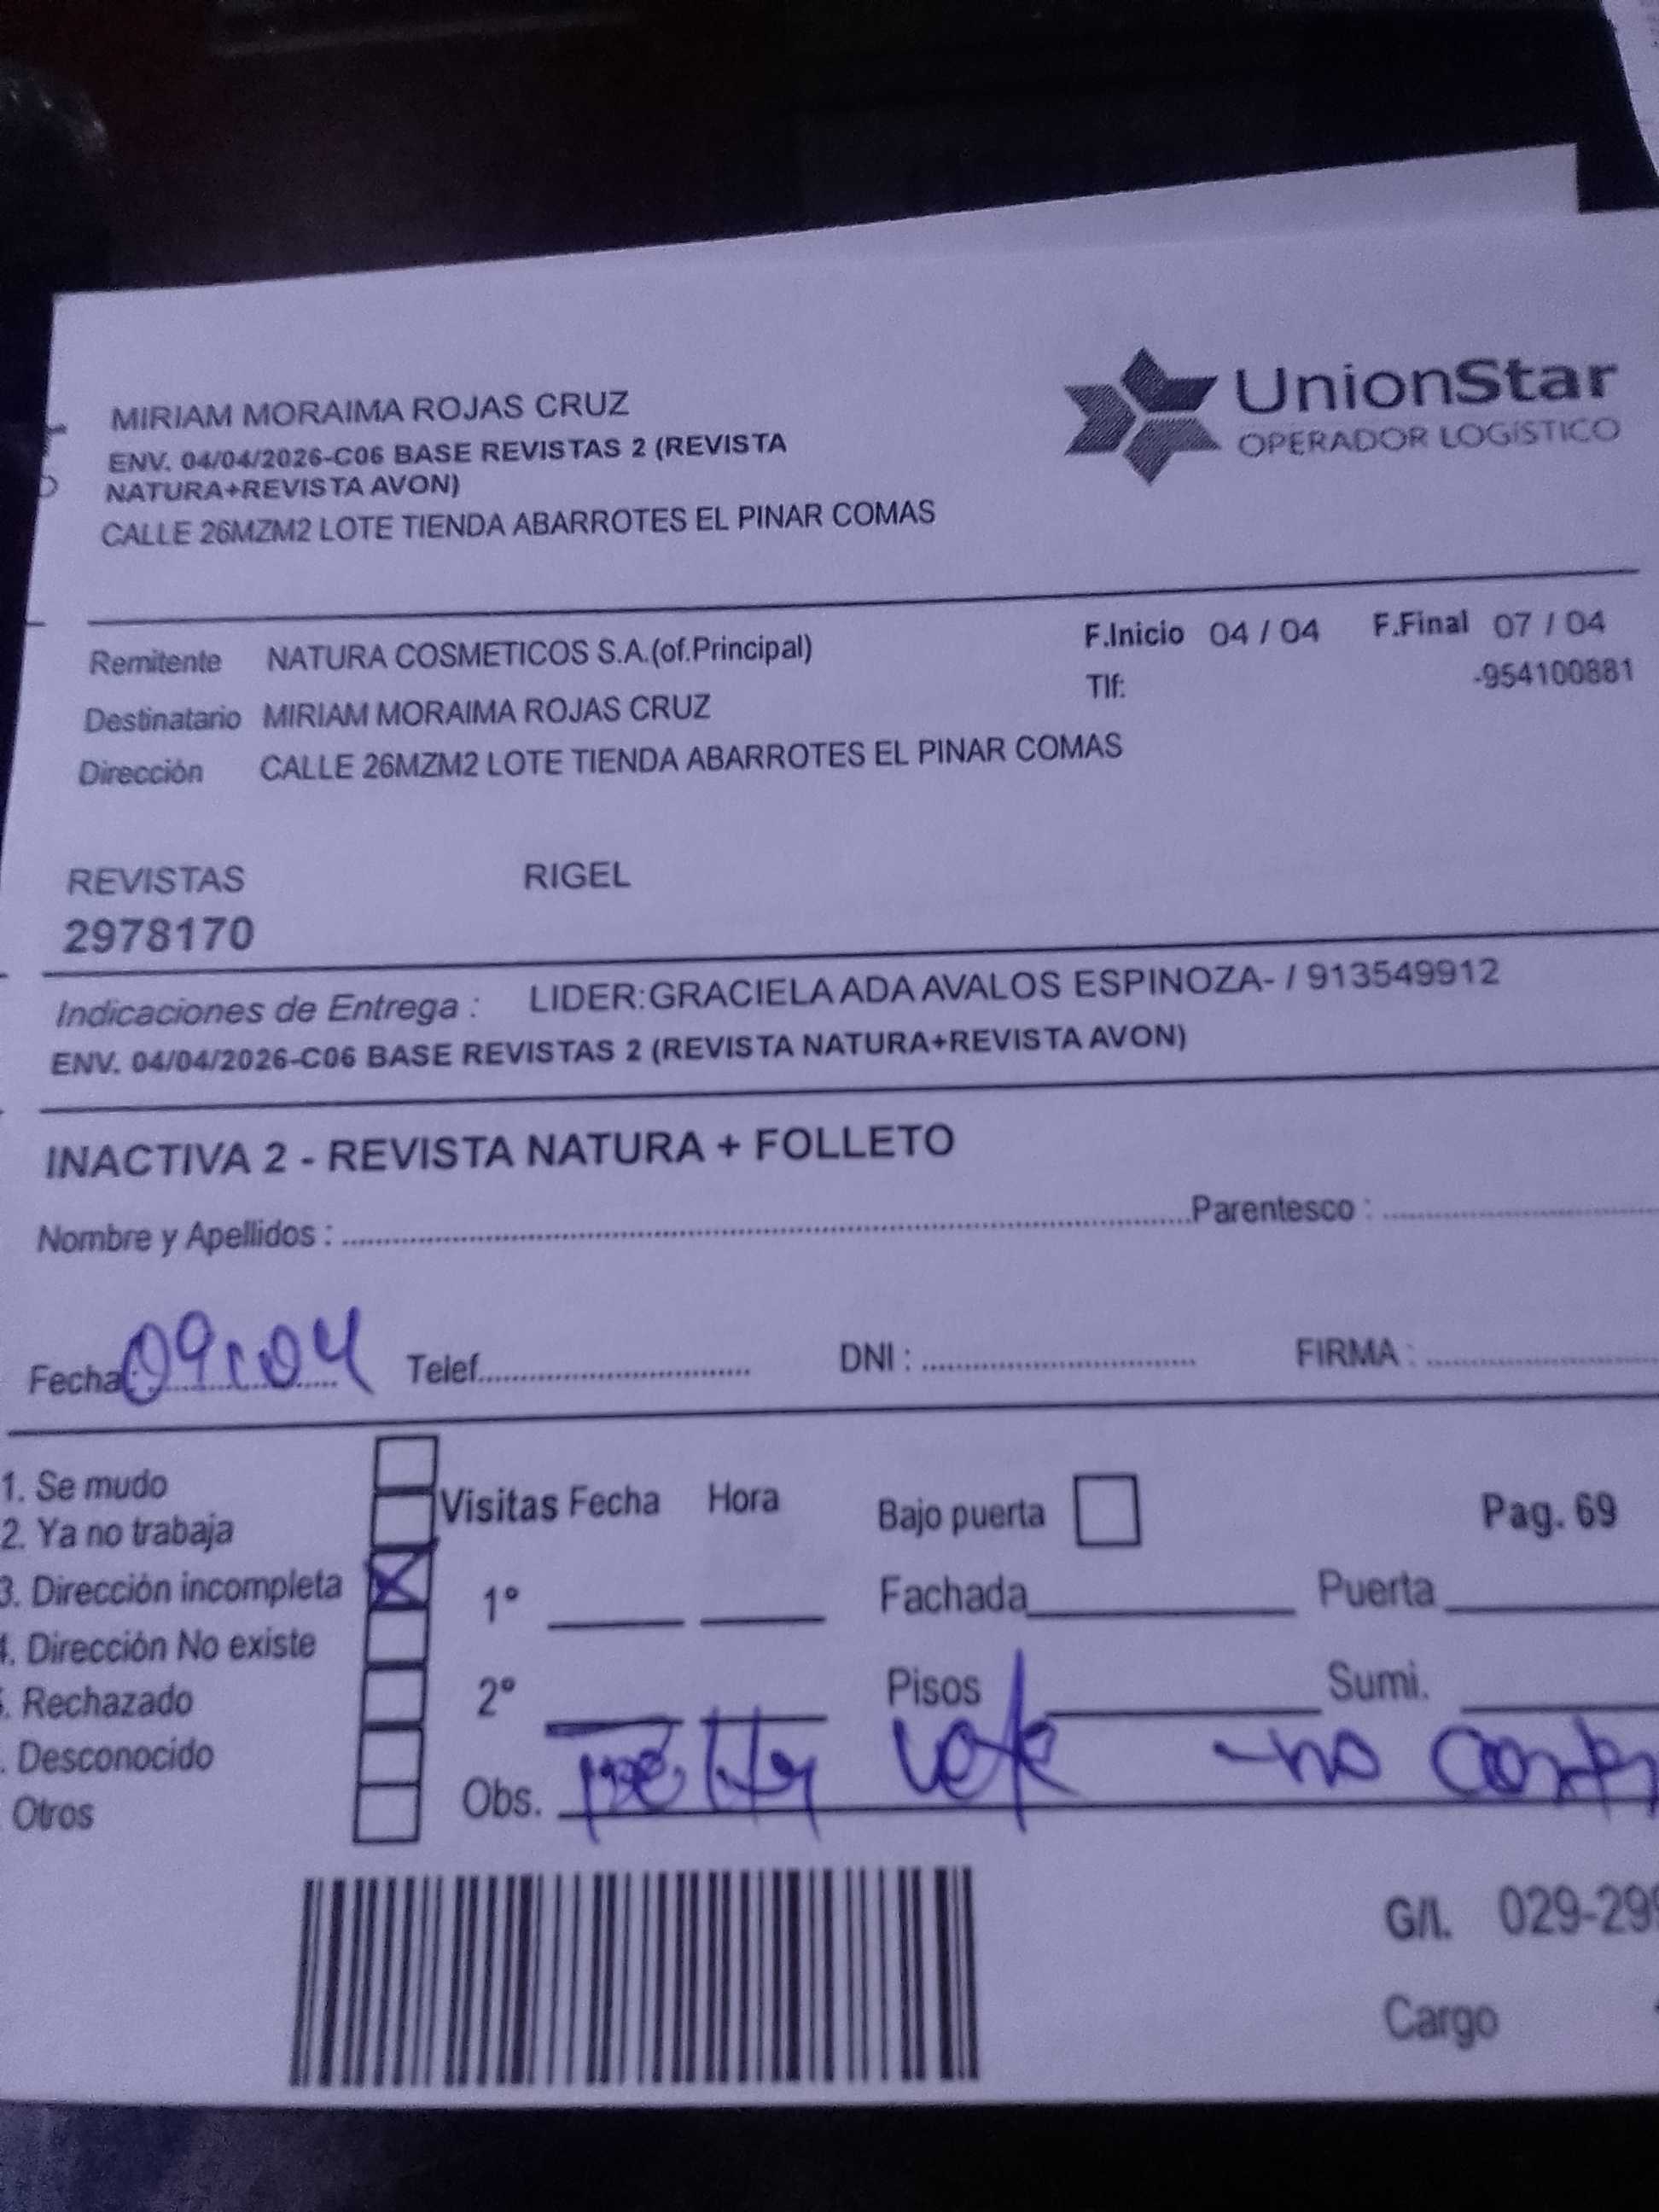 MIRIAM MORAIMA ROJAS CRUZ
ENV. 04/04/2026-C06 BASE REVISTAS 2 (REVISTA
NATURA+REVISTA AVON)
CALLE 26MZM2 LOTE TIENDA ABARROTES EL PINAR COMAS
UnionStar
OPERADOR LOGÍSTICO
Remitente NATURA COSMETICOS S.A.(of.Principal) F.Inicio 04 / 04 F.Final 07 / 04
Tlf: -954100881
Destinatario MIRIAM MORAIMA ROJAS CRUZ
Dirección CALLE 26MZM2 LOTE TIENDA ABARROTES EL PINAR COMAS
REVISTAS RIGEL
2978170
Indicaciones de Entrega : LIDER:GRACIELA ADA AVALOS ESPINOZA- / 913549912
ENV. 04/04/2026-C06 BASE REVISTAS 2 (REVISTA NATURA+REVISTA AVON)
INACTIVA 2 - REVISTA NATURA + FOLLETO
Nombre y Apellidos : Parentesco :
Fecha 09 04 Telef. DNI : FIRMA :
1. Se mudo
2. Ya no trabaja
3. Dirección incompleta
4. Dirección No existe
. Rechazado
. Desconocido
Otros
Visitas Fecha Hora
1°
2°
Bajo puerta Pag. 69
Fachada Puerta
Pisos Sumi.
Obs. lote - no
G/I. 029-29
Cargo